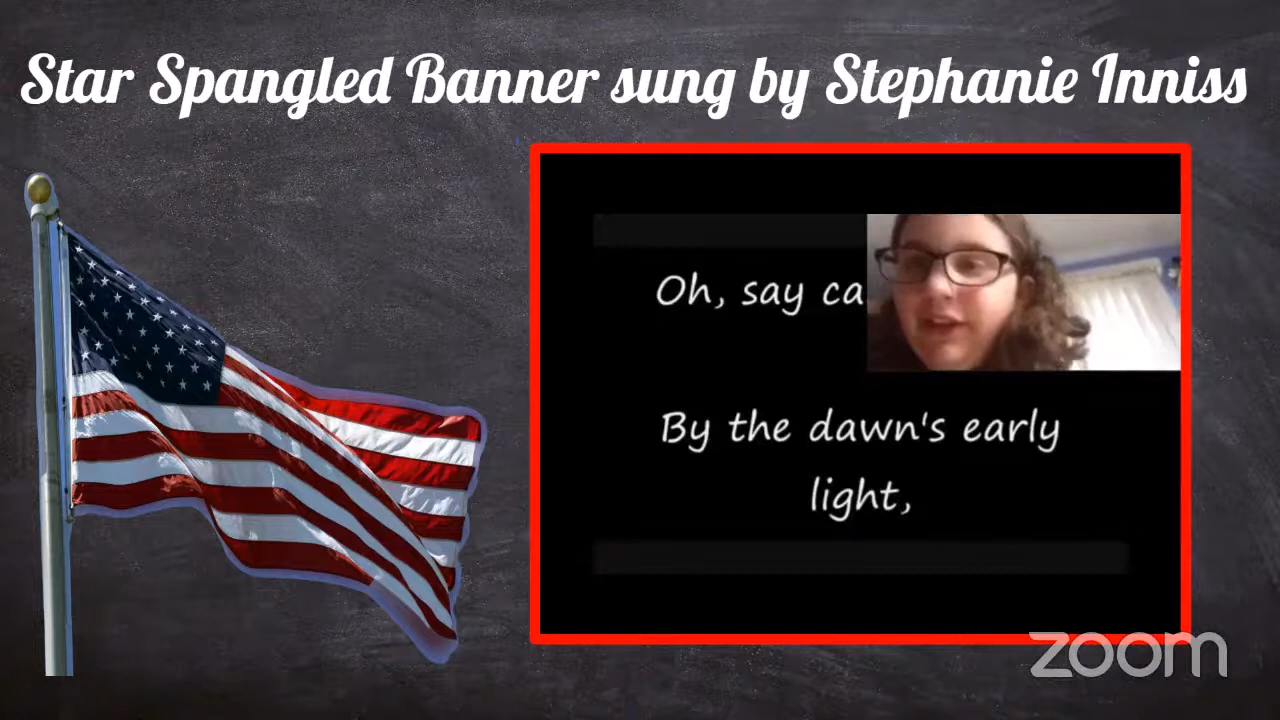 Star Spangled Banner sung by Stephanie Inniss
Oh, say ca
By the dawn's early
light,
zoom